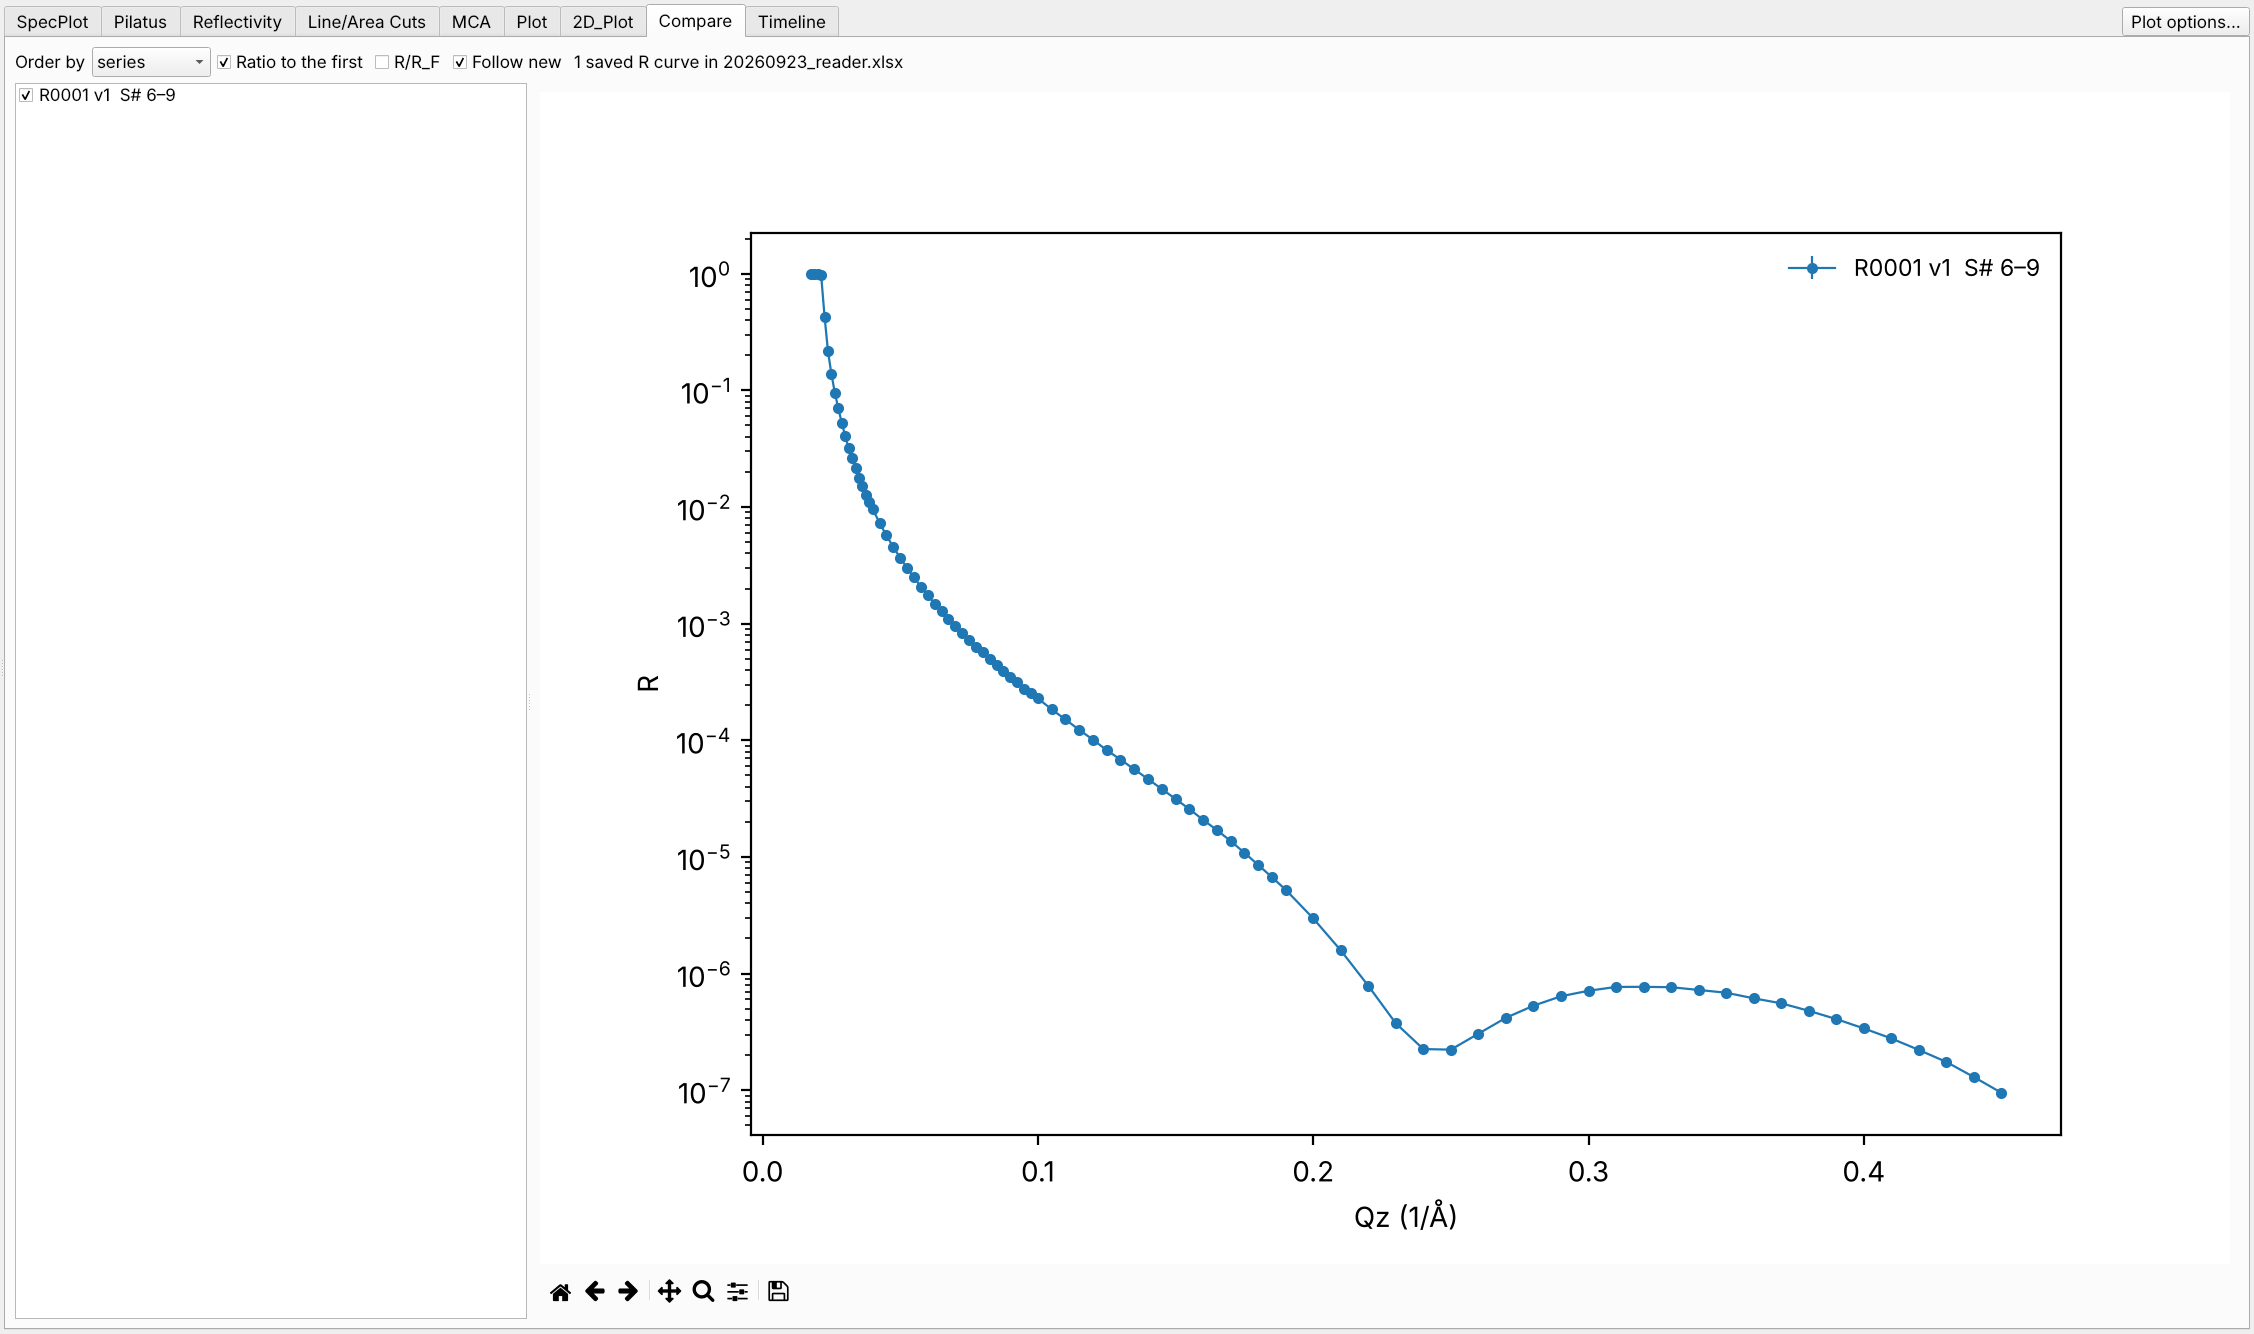 SpecPlot Pilatus Reflectivity Line/Area Cuts MCA Plot 2D_Plot Compare Timeline Plot options...
Order by series Ratio to the first R/R_F Follow new 1 saved R curve in 20260923_reader.xlsx
R0001 v1 S# 6–9
R0001 v1 S# 6–9
10⁰
10⁻¹
10⁻²
10⁻³
10⁻⁴
10⁻⁵
10⁻⁶
10⁻⁷
R
0.0 0.1 0.2 0.3 0.4
Qz (1/Å)